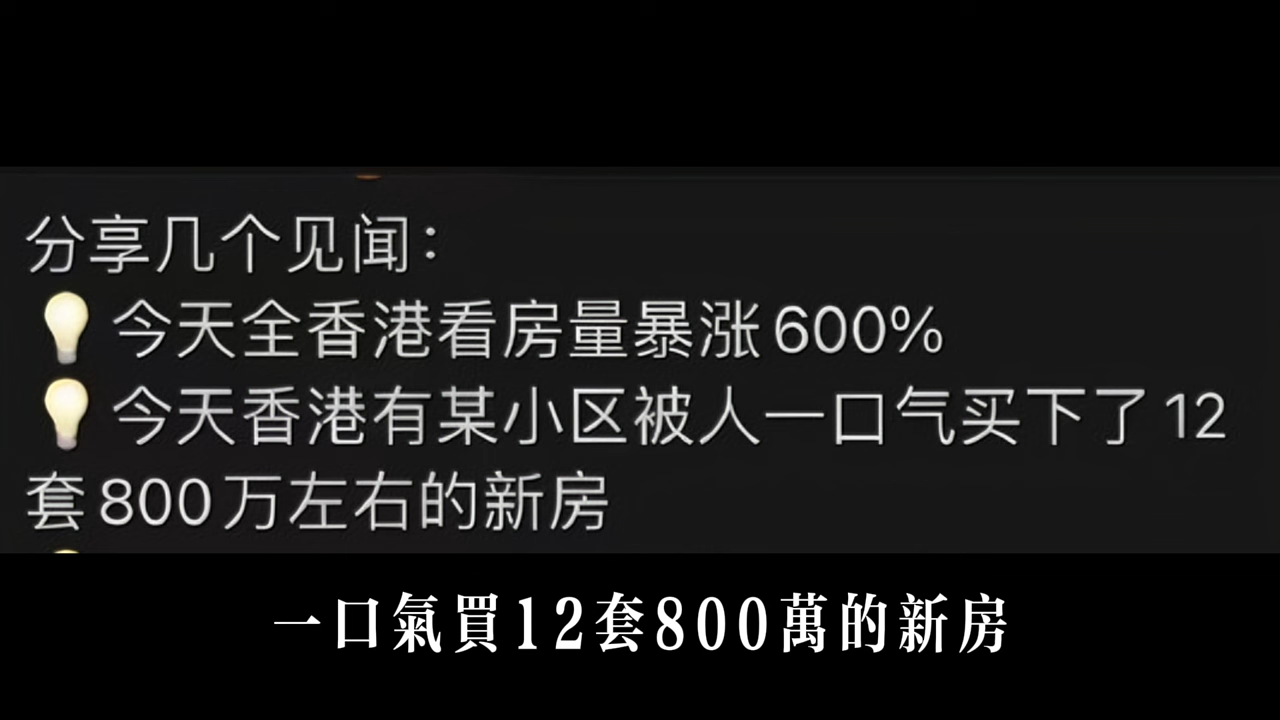 分享几个见闻：
💡今天全香港看房量暴涨600%
💡今天香港有某小区被人一口气买下了12
套800万左右的新房
一口氣買12套800萬的新房